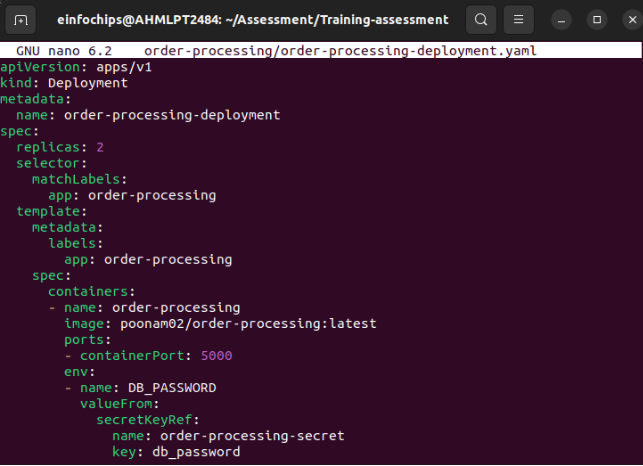 einfochips@AHMLPT2484: ~/Assessment/Training-assessment
GNU nano 6.2    order-processing/order-processing-deployment.yaml
apiVersion: apps/v1
kind: Deployment
metadata:
  name: order-processing-deployment
spec:
  replicas: 2
  selector:
    matchLabels:
      app: order-processing
  template:
    metadata:
      labels:
        app: order-processing
    spec:
      containers:
      - name: order-processing
        image: poonam02/order-processing:latest
        ports:
        - containerPort: 5000
        env:
        - name: DB_PASSWORD
          valueFrom:
            secretKeyRef:
              name: order-processing-secret
              key: db_password